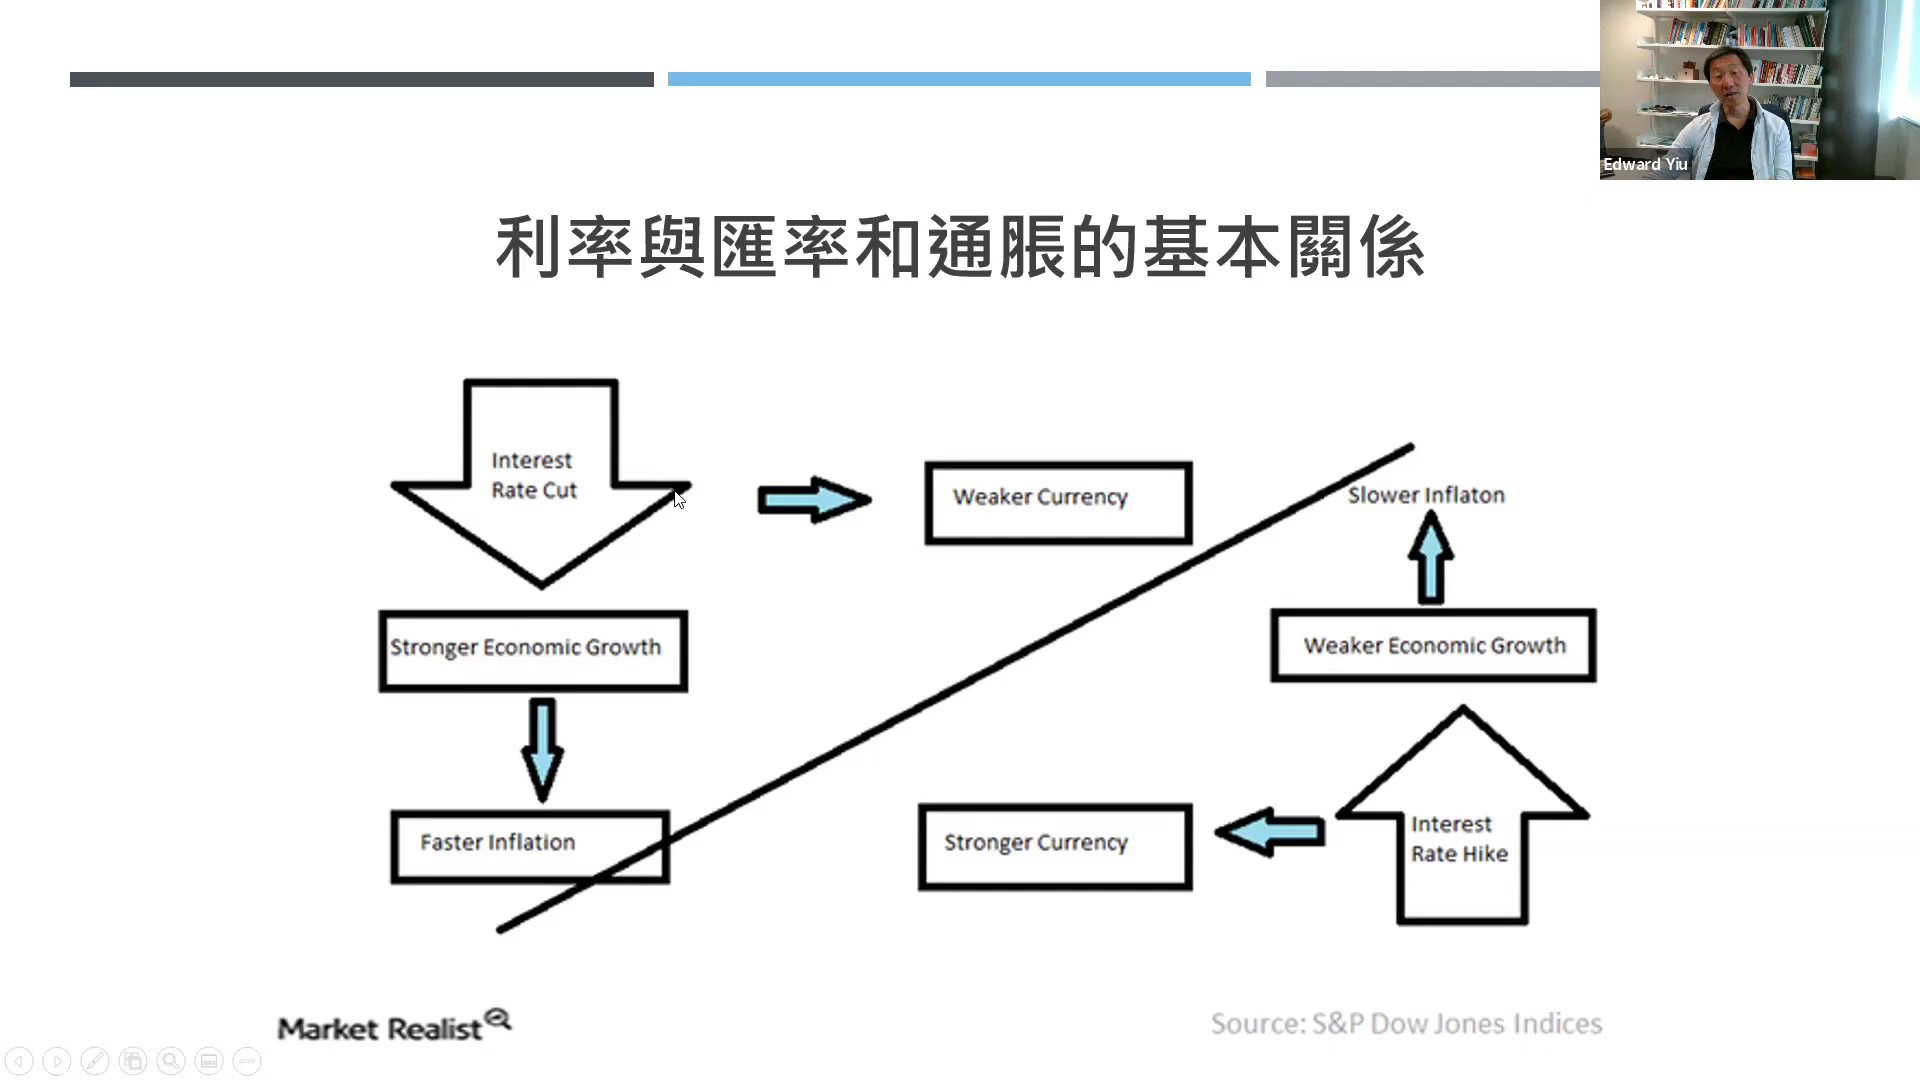 Edward Yiu
利率與匯率和通脹的基本關係
Interest
Rate Cut
Weaker Currency
Slower Inflaton
Stronger Economic Growth
Weaker Economic Growth
Faster Inflation
Stronger Currency
Interest
Rate Hike
Market Realist
Source: S&P Dow Jones Indices